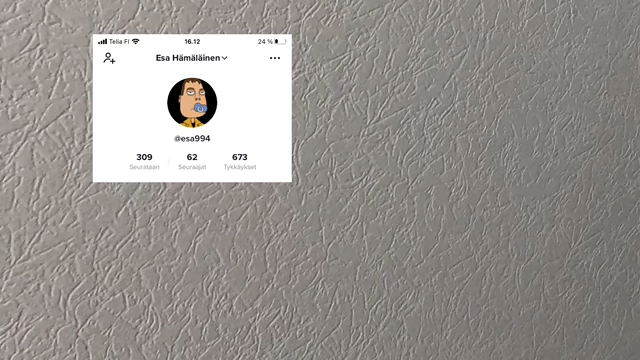 Telia FI 16.12 24 %
Esa Hämäläinen
@esa994
309 62 673
Seurataan Seuraajat Tykkäykset